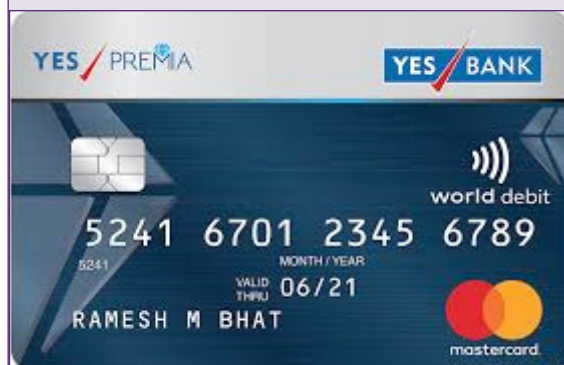 YES PREMIA YES BANK
world debit
5241 6701 2345 6789
5241 MONTH/YEAR
VALID THRU 06/21
RAMESH M BHAT
mastercard